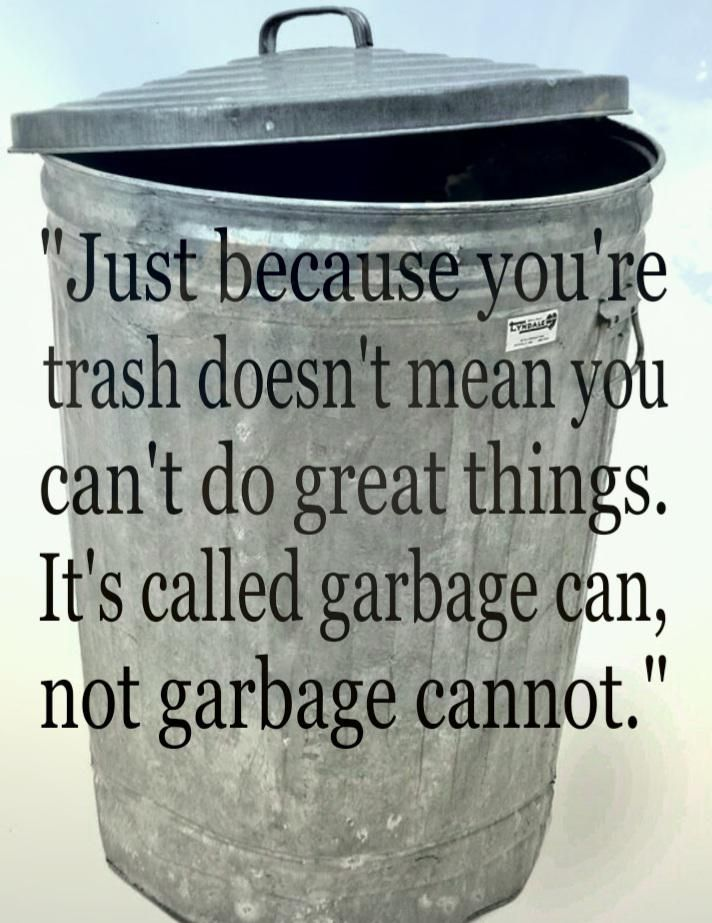 "Just because you're
trash doesn't mean you
can't do great things.
It's called garbage can,
not garbage cannot."
LYNDALE